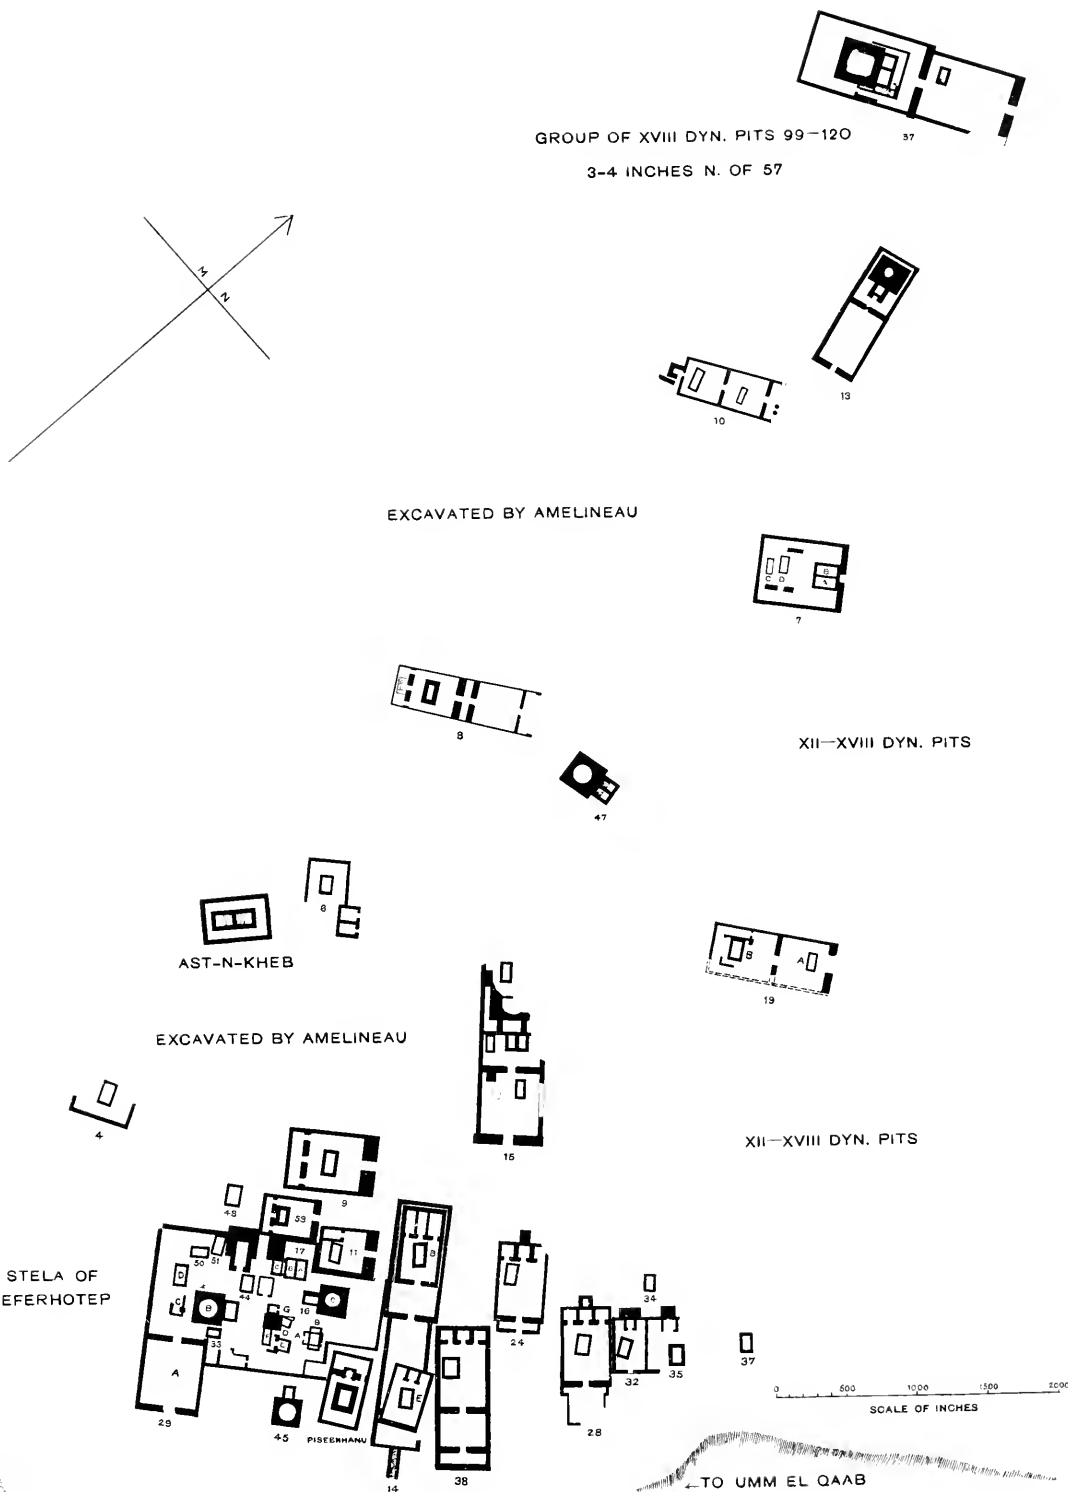 GROUP OF XVIII DYN. PITS 99-120
37
3-4 INCHES N. OF 57
M
N
13
10
EXCAVATED BY AMELINEAU
B
A
C D
7
8
XII-XVIII DYN. PITS
47
6
AST-N-KHEB
B
A
19
EXCAVATED BY AMELINEAU
4
15
XII-XVIII DYN. PITS
9
48
59
17
11
B
50
51
STELA OF
EFERHOTEP
D
C
B
A
44
C B A
16
C
G
B
D
A
F
E
33
24
34
A
29
45
PISEENHANU
E
14
38
28
32
35
37
0 500 1000 1500 2000
SCALE OF INCHES
←TO UMM EL QAAB